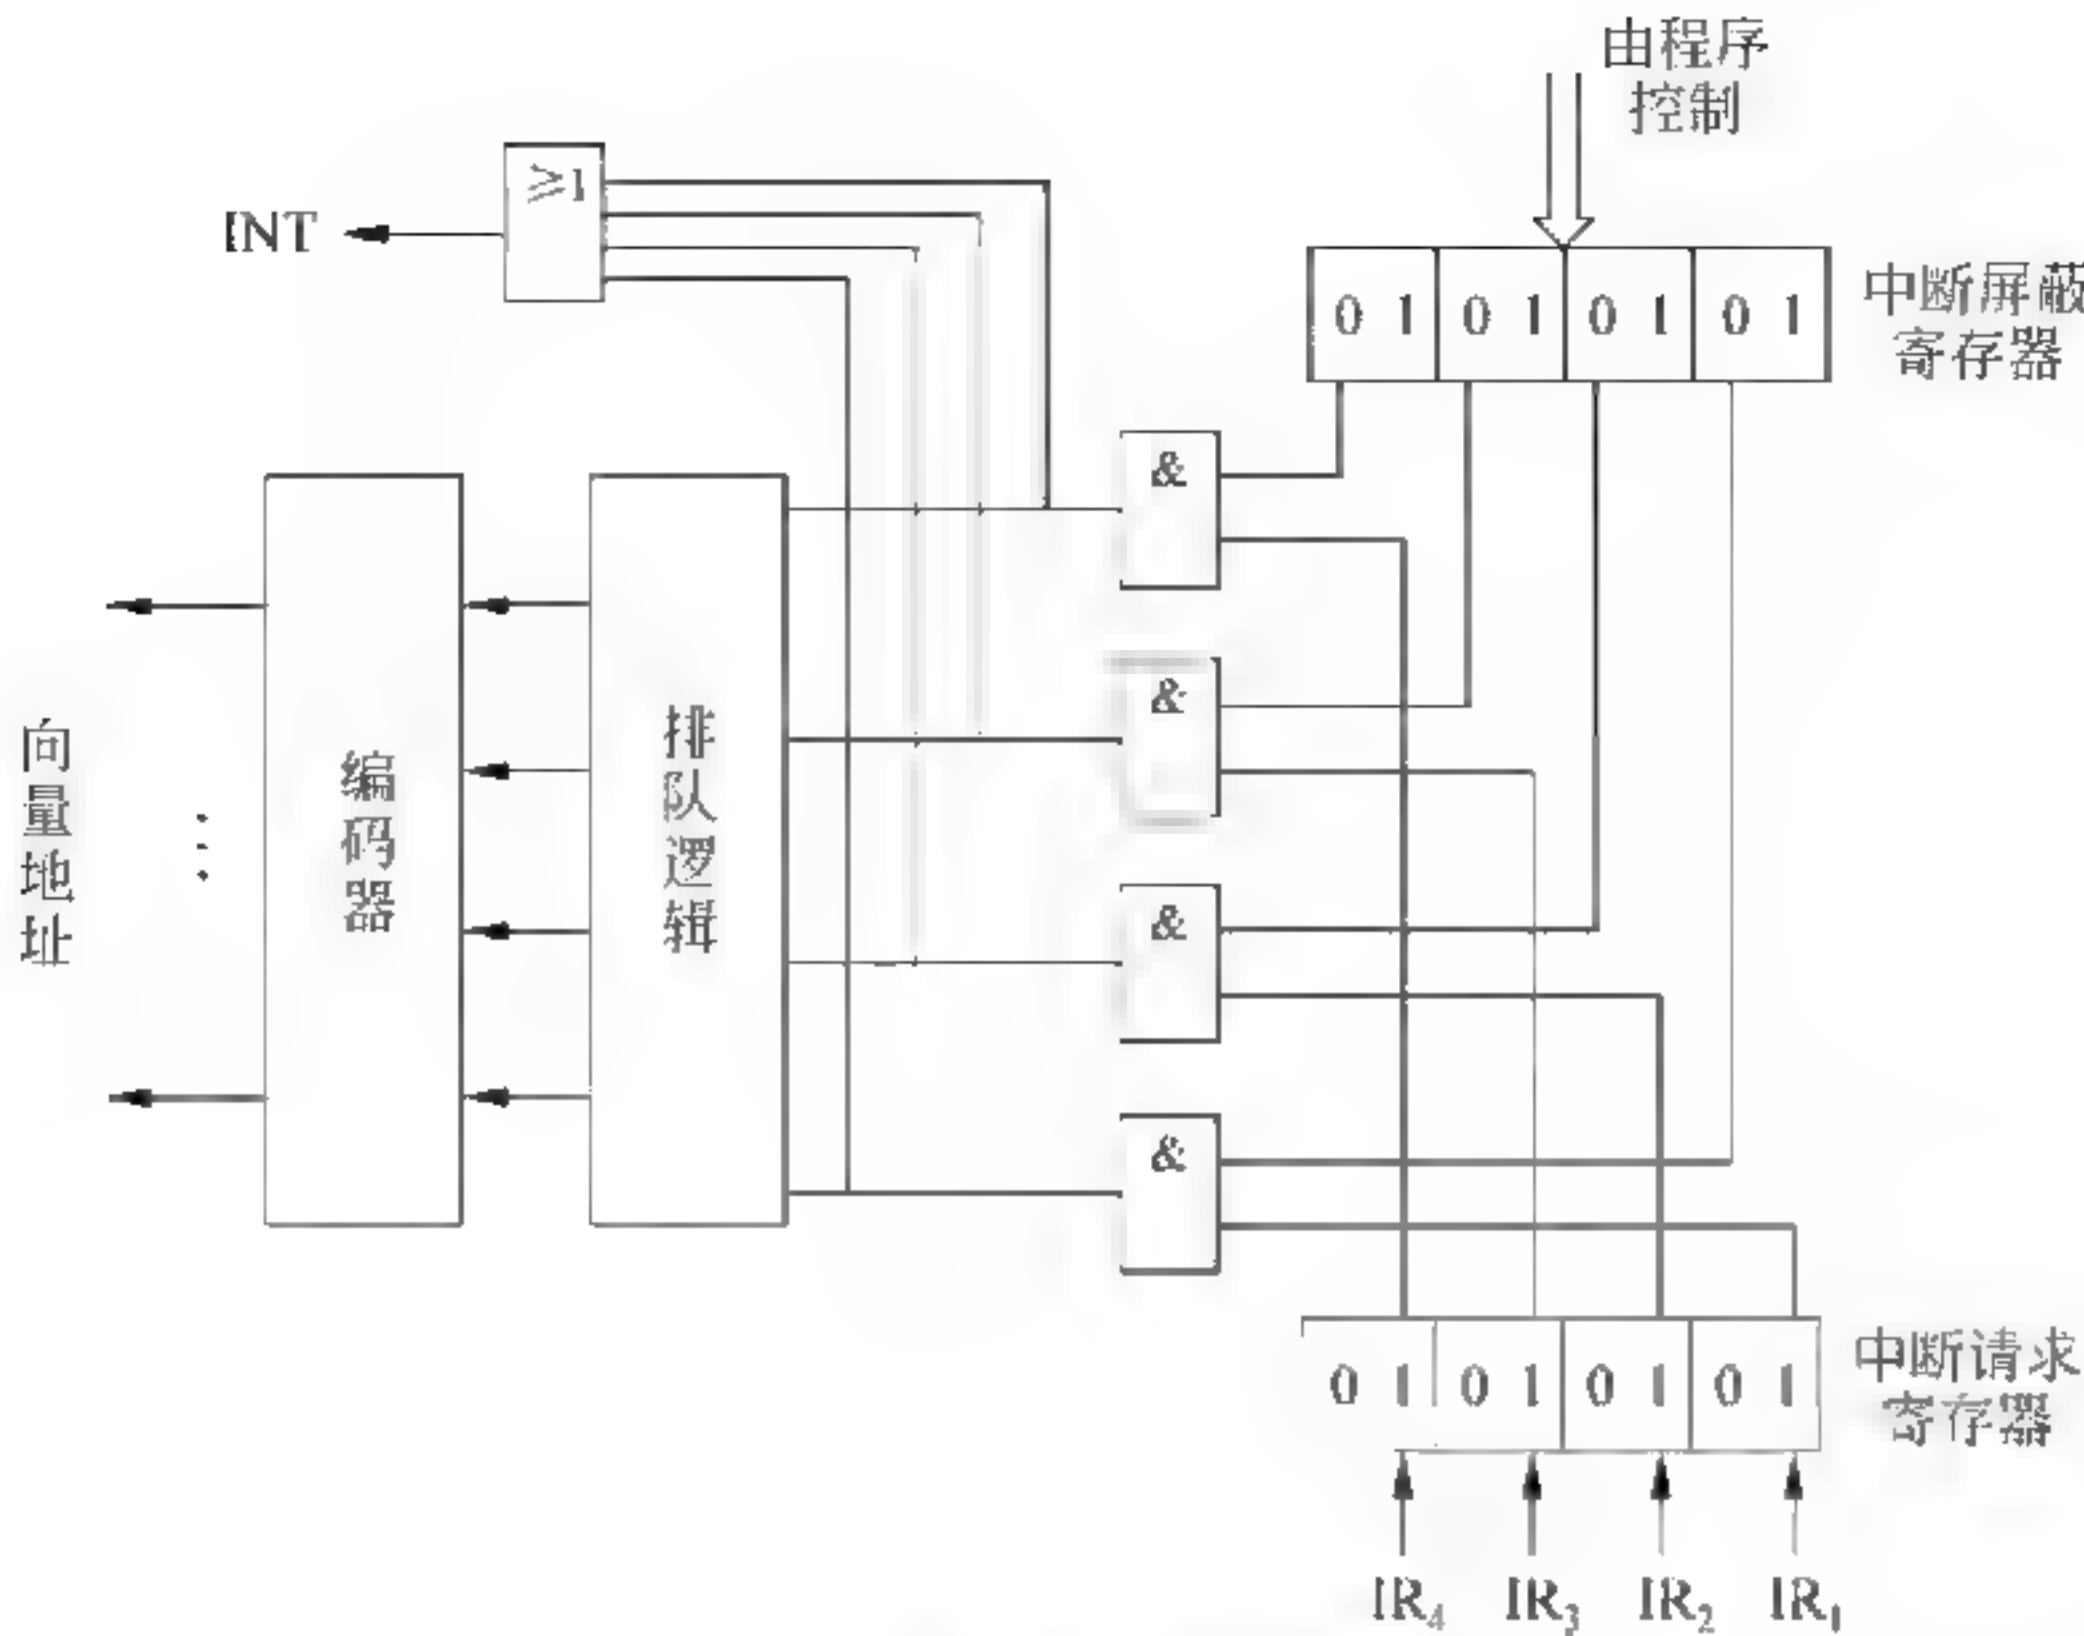 由程序
控制
≥1
INT
0 1 0 1 0 1 0 1
中断屏蔽
寄存器
&
&
&
&
向量地址
编码器
排队逻辑
0 1 0 1 0 1 0 1
中断请求
寄存器
IR₄ IR₃ IR₂ IR₁